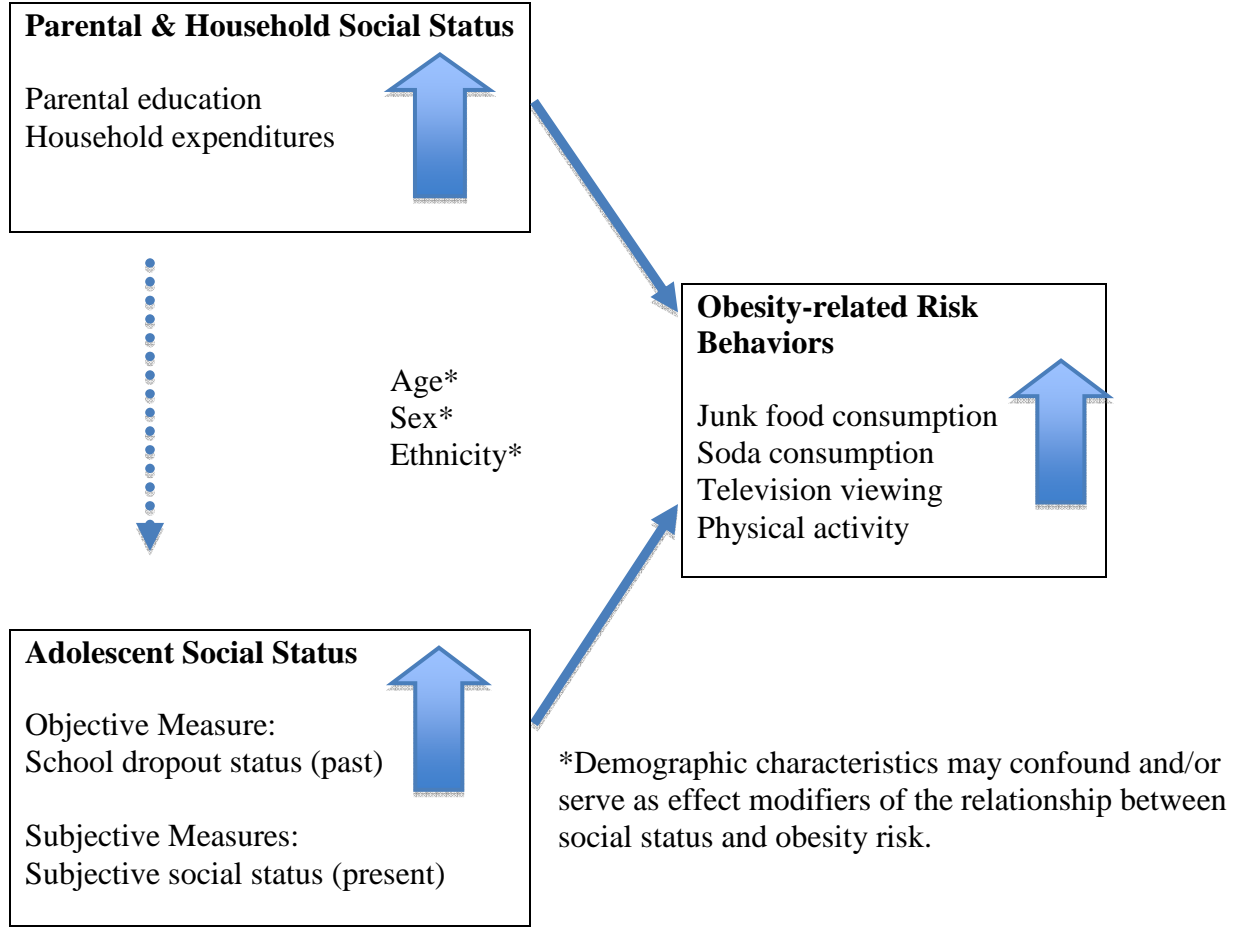 Parental & Household Social Status
Parental education
Household expenditures
Obesity-related Risk
Behaviors
Junk food consumption
Soda consumption
Television viewing
Physical activity
Age*
Sex*
Ethnicity*
Adolescent Social Status
Objective Measure:
School dropout status (past)
Subjective Measures:
Subjective social status (present)
*Demographic characteristics may confound and/or
serve as effect modifiers of the relationship between
social status and obesity risk.